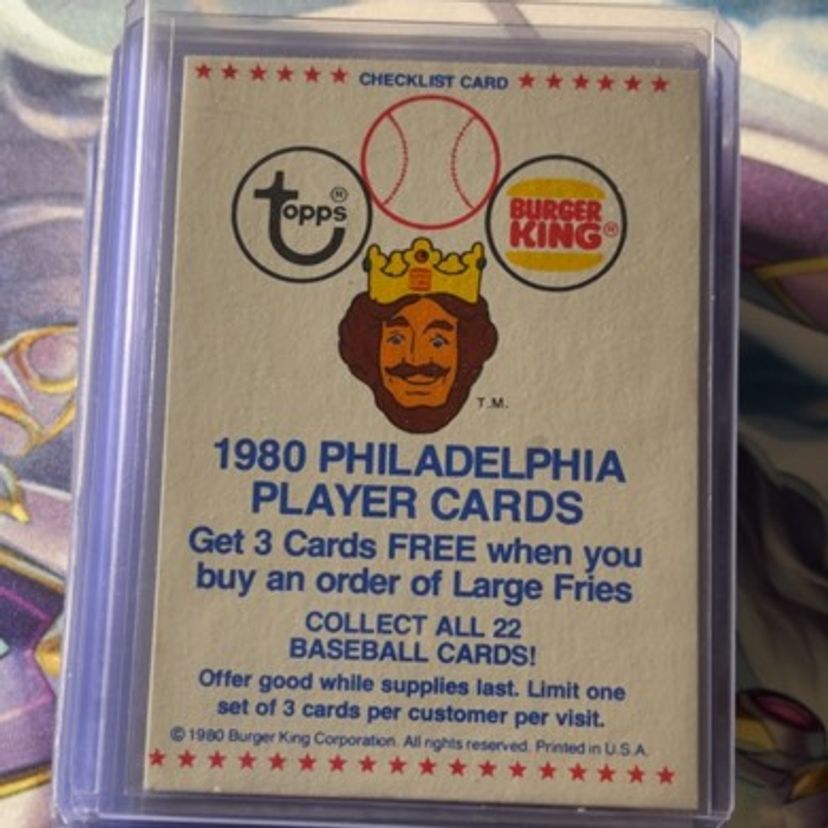 CHECKLIST CARD
topps®
BURGER
KING®
T.M.
1980 PHILADELPHIA
PLAYER CARDS
Get 3 Cards FREE when you
buy an order of Large Fries
COLLECT ALL 22
BASEBALL CARDS!
Offer good while supplies last. Limit one
set of 3 cards per customer per visit.
© 1980 Burger King Corporation. All rights reserved. Printed in U.S.A.